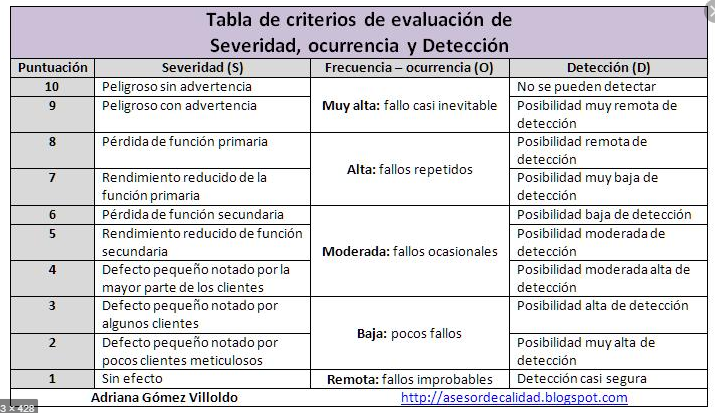 Tabla de criterios de evaluación de
Severidad, ocurrencia y Detección
Puntuación Severidad (S) Frecuencia – ocurrencia (O) Detección (D)
10 Peligroso sin advertencia No se pueden detectar
9 Peligroso con advertencia Muy alta: fallo casi inevitable Posibilidad muy remota de
detección
8 Pérdida de función primaria Posibilidad remota de
detección
Alta: fallos repetidos
7 Rendimiento reducido de la Posibilidad muy baja de
función primaria detección
6 Pérdida de función secundaria Posibilidad baja de detección
5 Rendimiento reducido de función Posibilidad moderada de
secundaria Moderada: fallos ocasionales detección
4 Defecto pequeño notado por la Posibilidad moderada alta de
mayor parte de los clientes detección
3 Defecto pequeño notado por Posibilidad alta de detección
algunos clientes
Baja: pocos fallos
2 Defecto pequeño notado por Posibilidad muy alta de
pocos clientes meticulosos detección
1 Sin efecto Remota: fallos improbables Detección casi segura
Adriana Gómez Villoldo http://asesordecalidad.blogspot.com
3 × 428